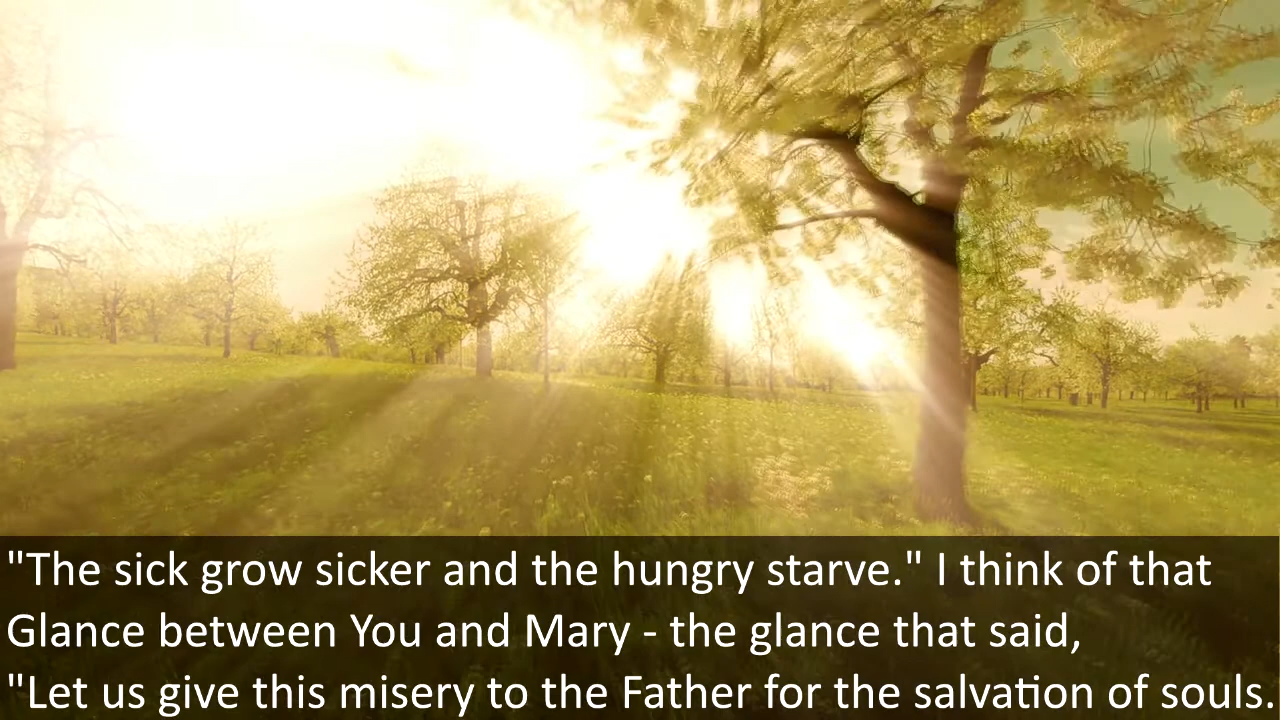 "The sick grow sicker and the hungry starve." I think of that
Glance between You and Mary - the glance that said,
"Let us give this misery to the Father for the salvation of souls.